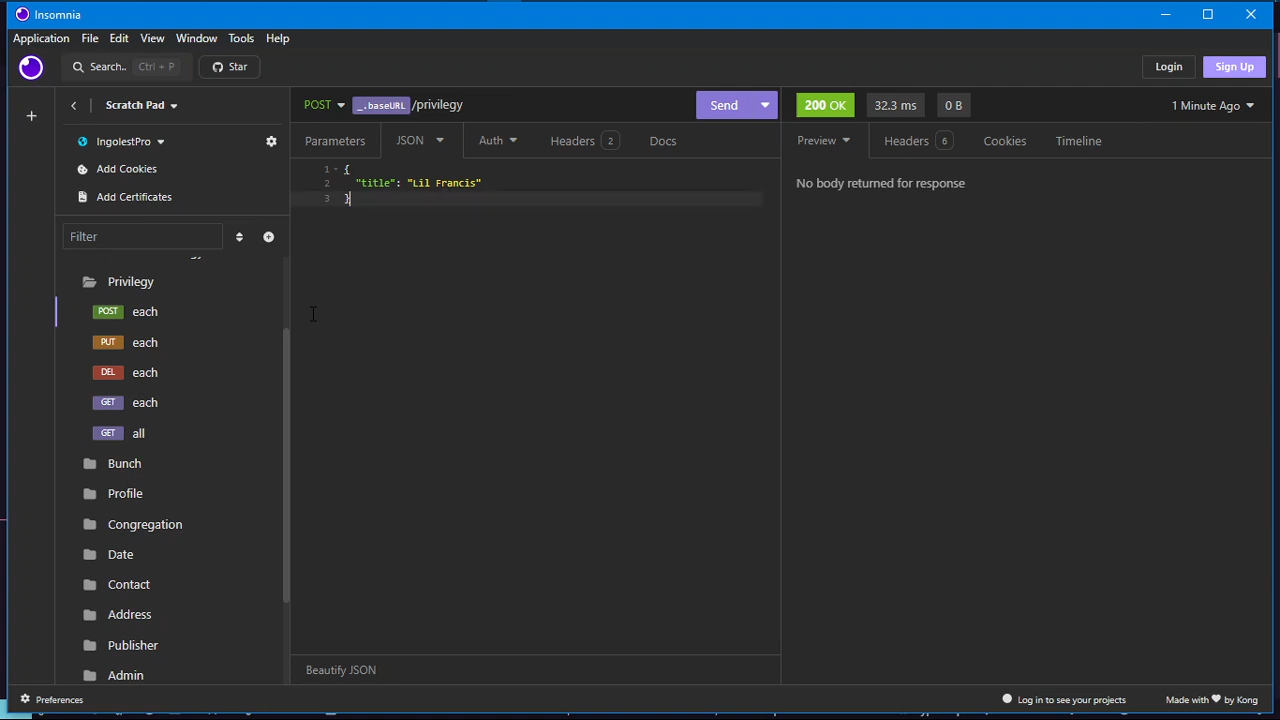 Insomnia
Application File Edit View Window Tools Help
Search.. Ctrl + P Star Login Sign Up
Scratch Pad POST _.baseURL /privilegy Send 200 OK 32.3 ms 0 B 1 Minute Ago
IngolestPro Parameters JSON Auth Headers 2 Docs Preview Headers 6 Cookies Timeline
Add Cookies
Add Certificates
Filter
1 {
2 "title": "Lil Francis"
3 }
No body returned for response
Privilegy
POST each
PUT each
DEL each
GET each
GET all
Bunch
Profile
Congregation
Date
Contact
Address
Publisher
Admin
Beautify JSON
Preferences Log in to see your projects Made with ♥ by Kong